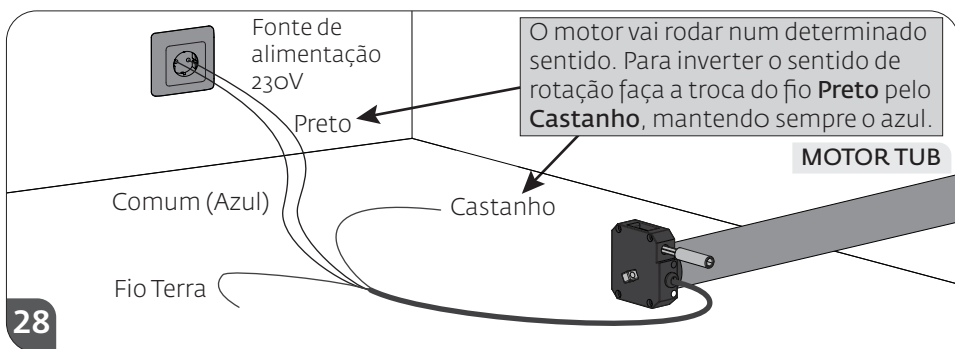 Fonte de
alimentação
230V
O motor vai rodar num determinado
sentido. Para inverter o sentido de
rotação faça a troca do fio Preto pelo
Castanho, mantendo sempre o azul.
Preto
MOTOR TUB
Comum (Azul)
Castanho
Fio Terra
28